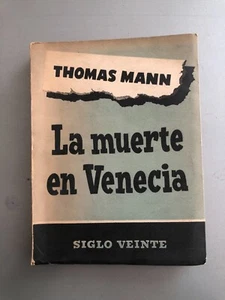 THOMAS MANN
La muerte
en Venecia
SIGLO VEINTE